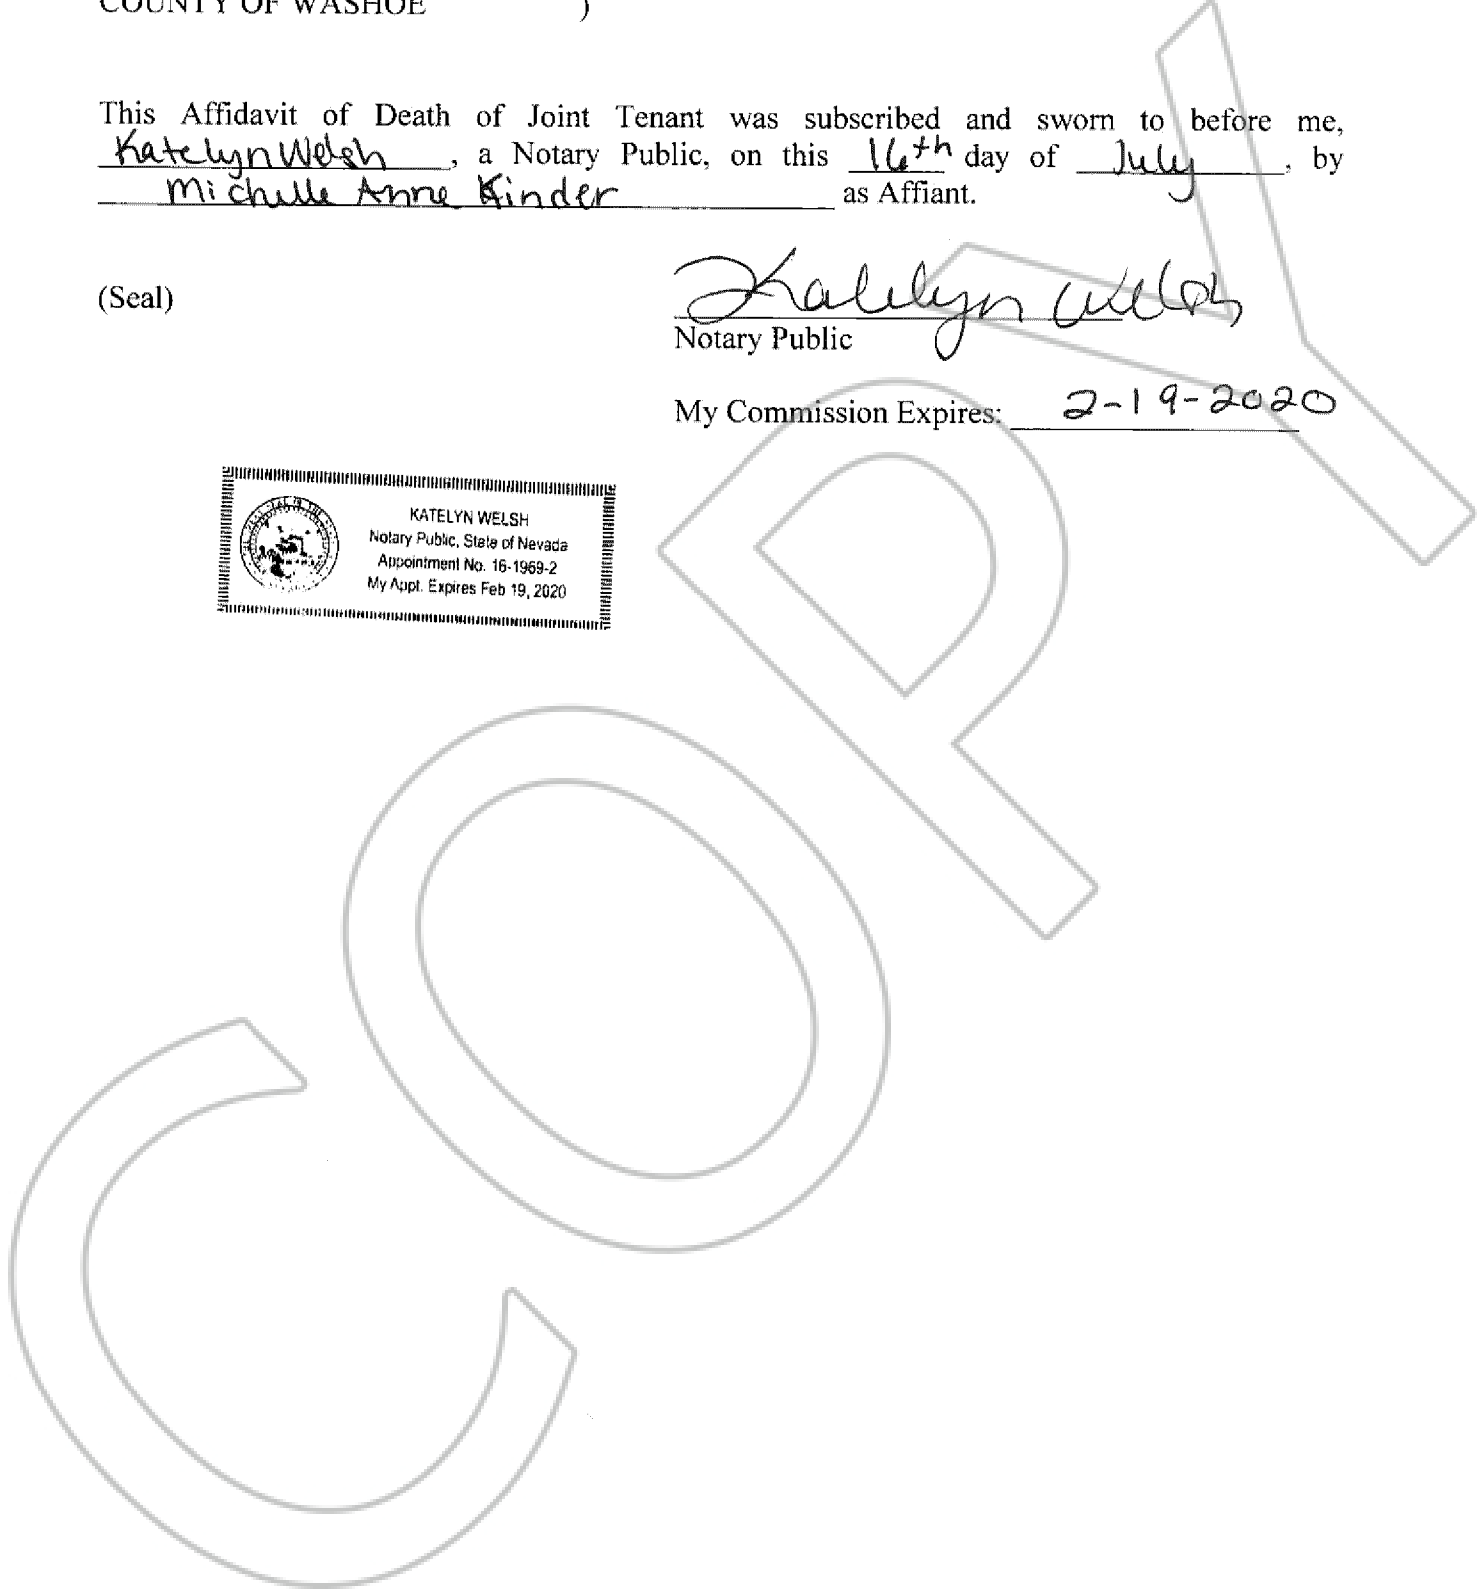 COUNTY OF WASHOE )
This Affidavit of Death of Joint Tenant was subscribed and sworn to before me,
Katelyn Welsh, a Notary Public, on this 16th day of July, by
Michelle Anne Kinder as Affiant.
(Seal)
Katelyn Welsh
Notary Public
My Commission Expires: 2-19-2020
KATELYN WELSH
Notary Public, State of Nevada
Appointment No. 16-1969-2
My Appt. Expires Feb 19, 2020
COPY